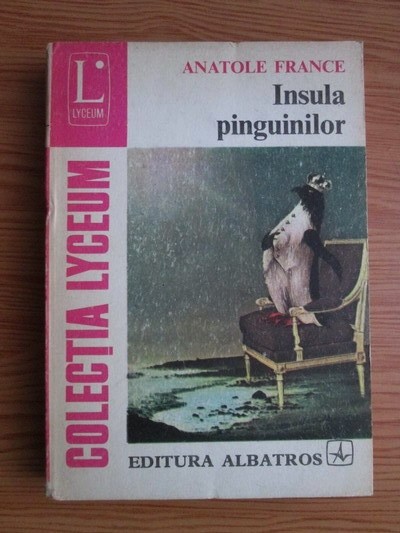 L
LYCEUM
ANATOLE FRANCE
Insula
pinguinilor
COLECȚIA LYCEUM
EDITURA ALBATROS